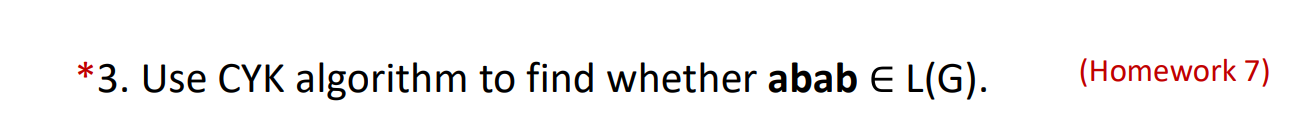 *3. Use CYK algorithm to find whether abab ∈ L(G). (Homework 7)